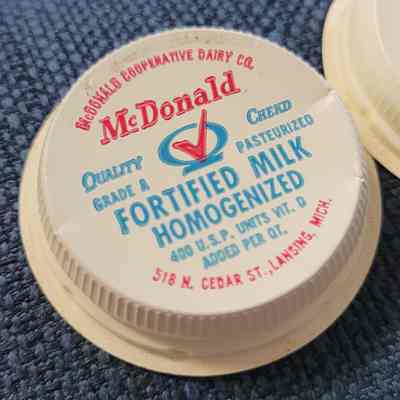 McDONALD COOPERATIVE DAIRY CO.
McDonald
QUALITY CHEKD
GRADE A PASTEURIZED
FORTIFIED MILK
HOMOGENIZED
400 U.S.P. UNITS VIT. D
ADDED PER QT.
518 N. CEDAR ST., LANSING, MICH.